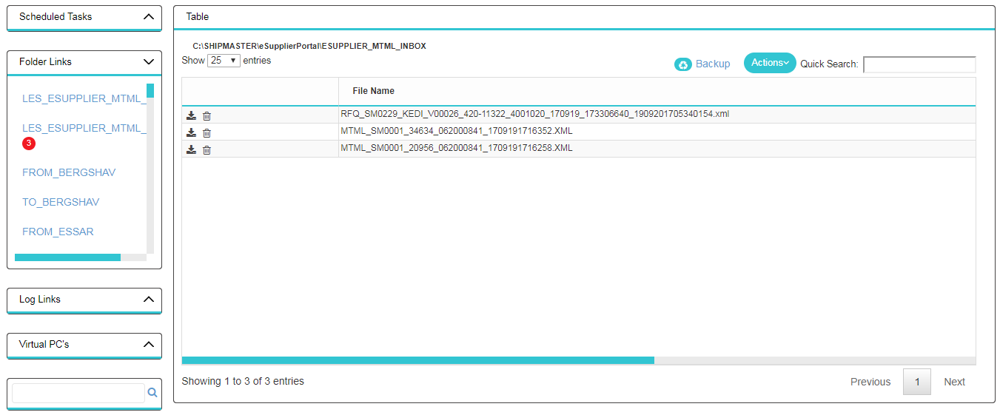 Scheduled Tasks
Folder Links
LES_ESUPPLIER_MTML_
LES_ESUPPLIER_MTML_
3
FROM_BERGSHAV
TO_BERGSHAV
FROM_ESSAR
Log Links
Virtual PC's
Table
C:\SHIPMASTER\eSupplierPortal\ESUPPLIER_MTML_INBOX
Show 25 entries
Backup
Actions
Quick Search:
File Name
RFQ_SM0229_KEDI_V00026_420-11322_4001020_170919_173306640_1909201705340154.xml
MTML_SM0001_34634_062000841_1709191716352.XML
MTML_SM0001_20956_062000841_1709191716258.XML
Showing 1 to 3 of 3 entries
Previous 1 Next